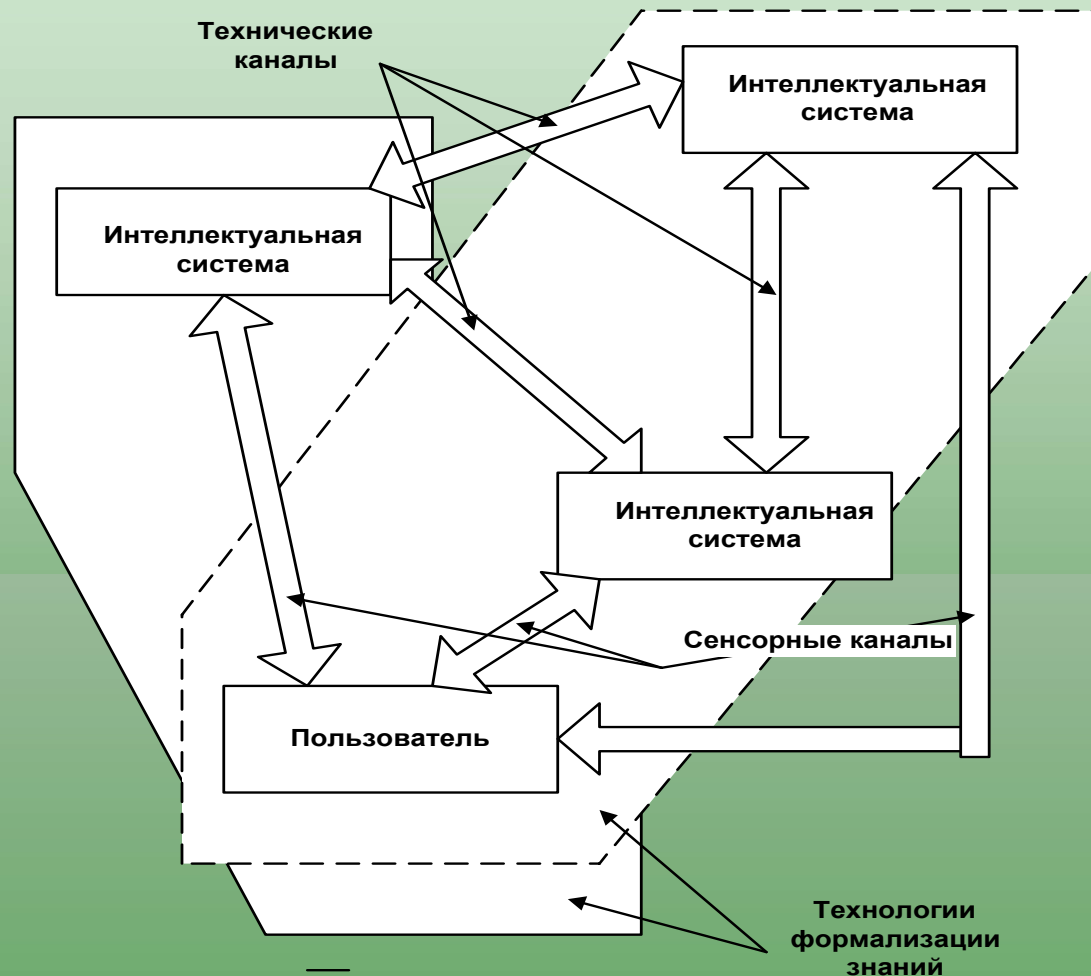 Технические
каналы
Интеллектуальная
система
Интеллектуальная
система
Интеллектуальная
система
Сенсорные каналы
Пользователь
Технологии
формализации
знаний